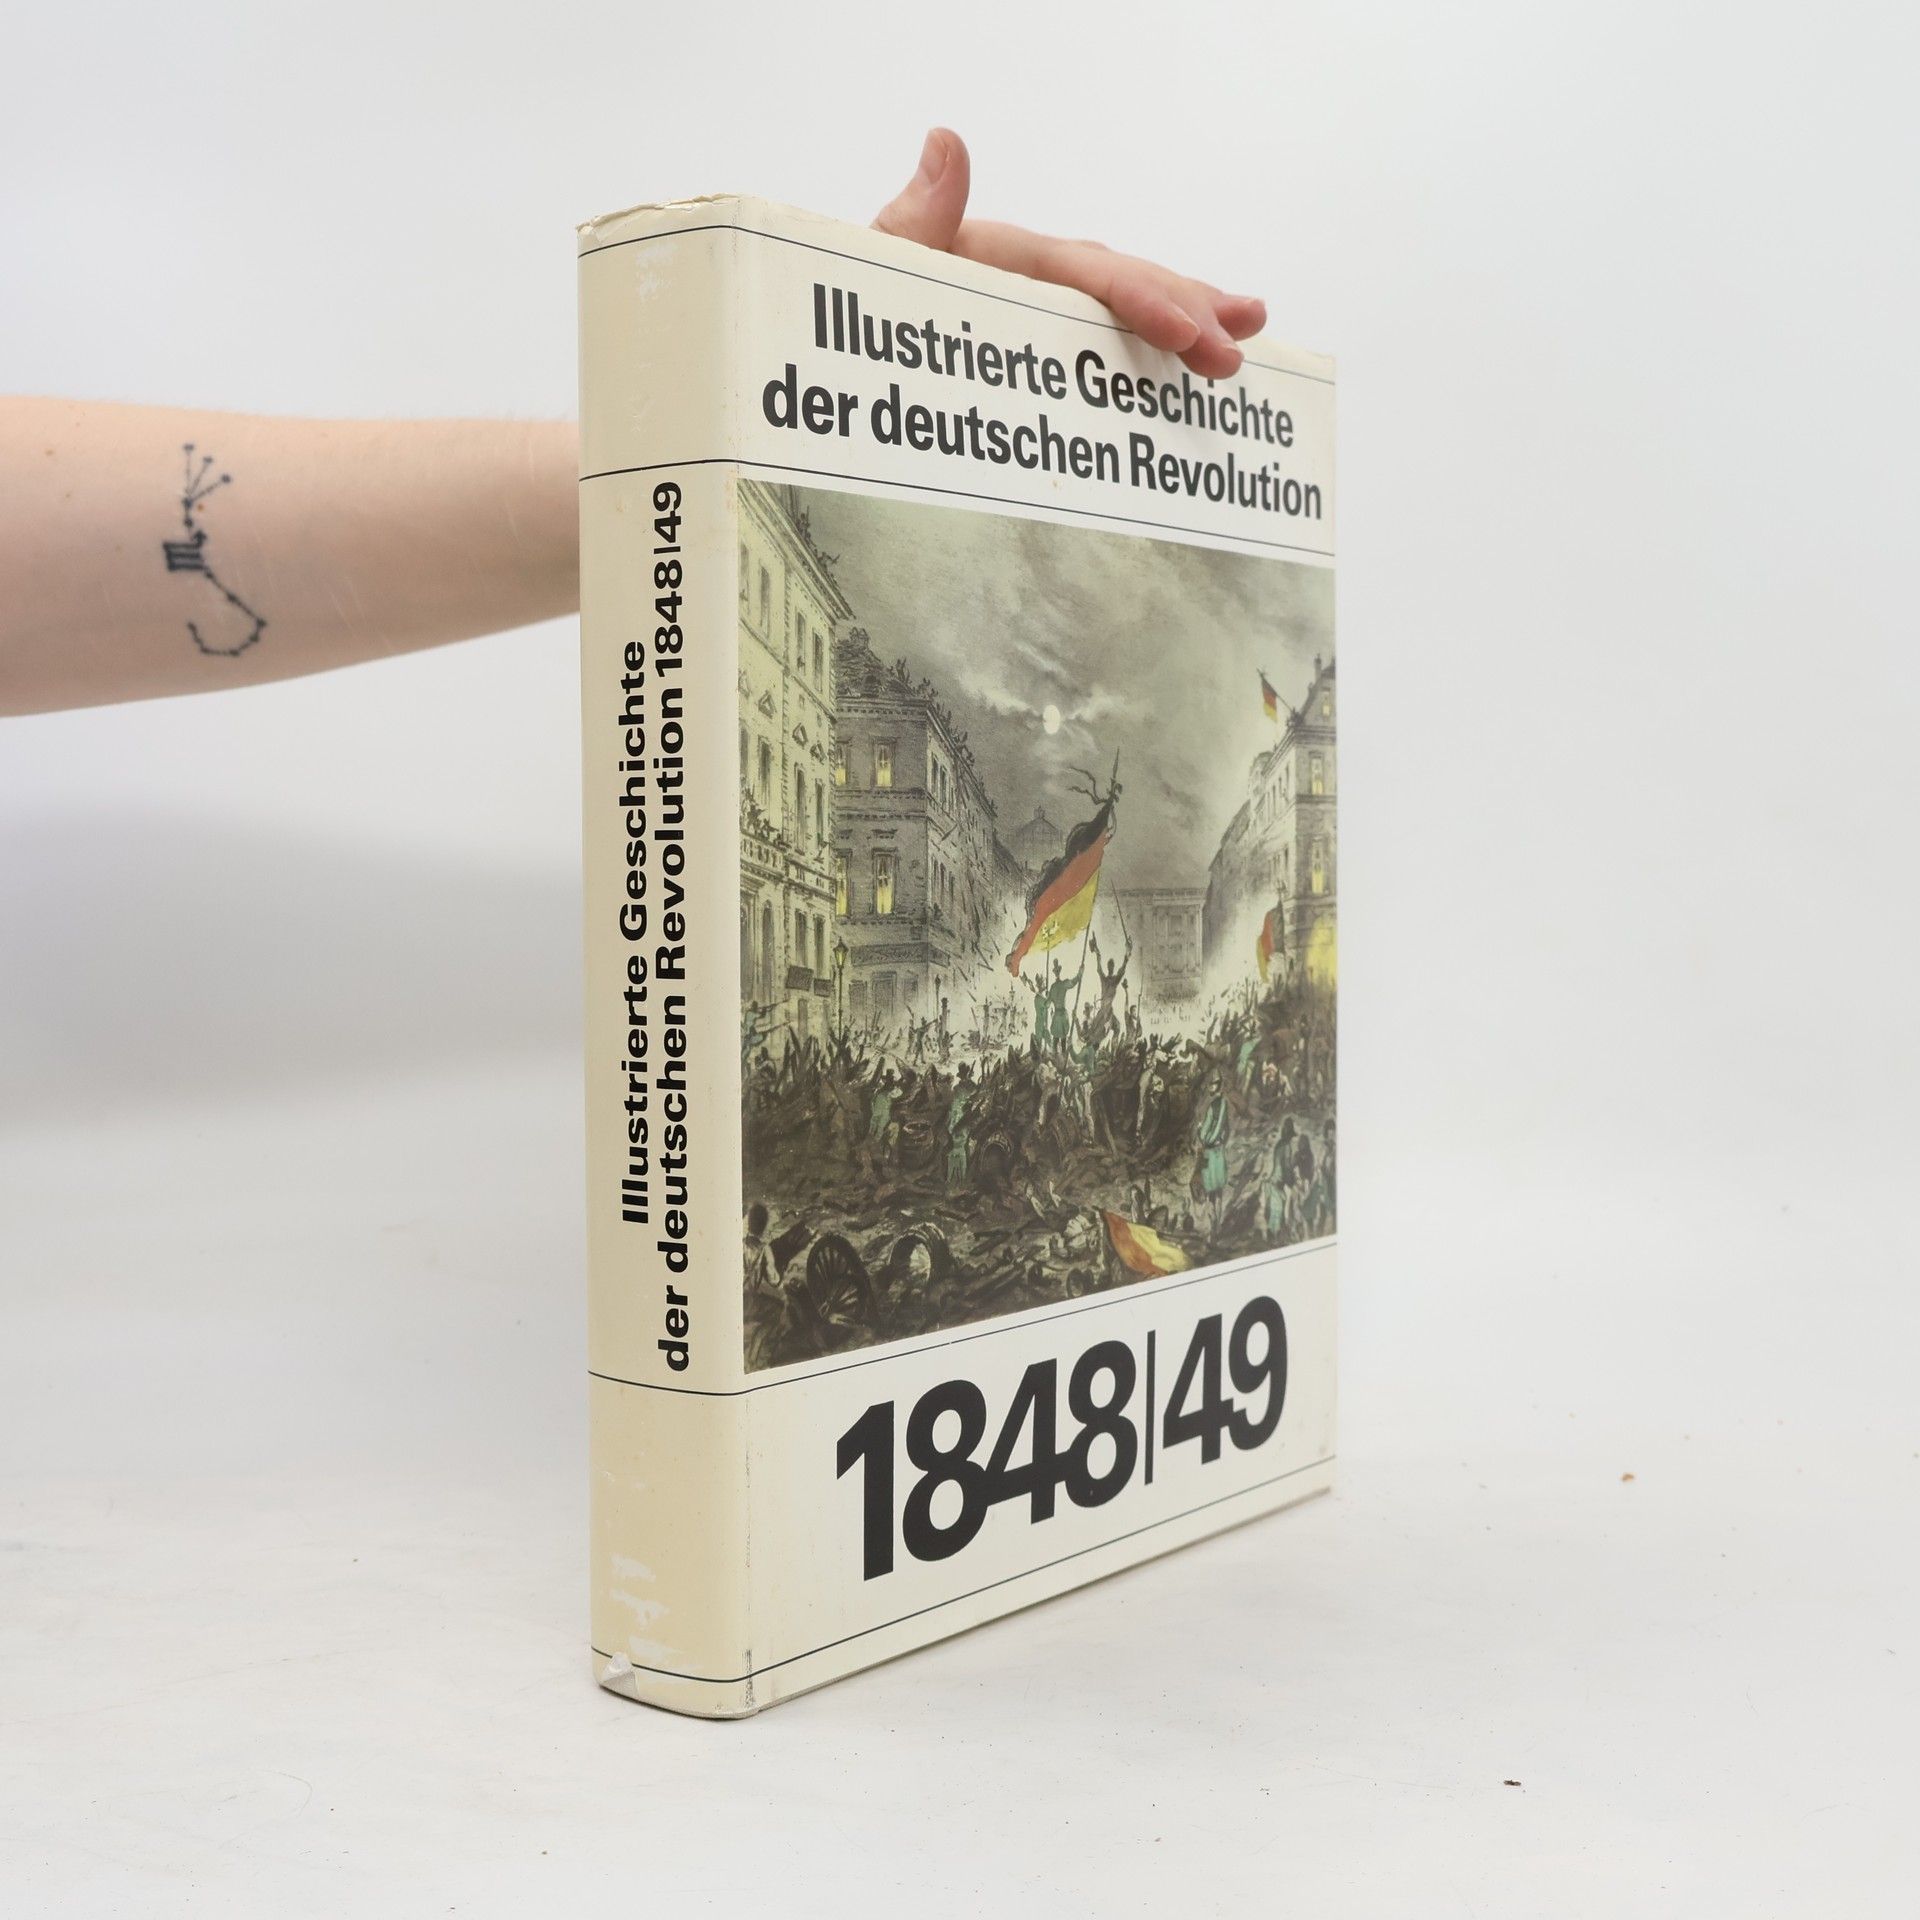 Illustrierte Geschichte
der deutschen Revolution
1848|49
Illustrierte Geschichte
der deutschen Revolution 1848|49